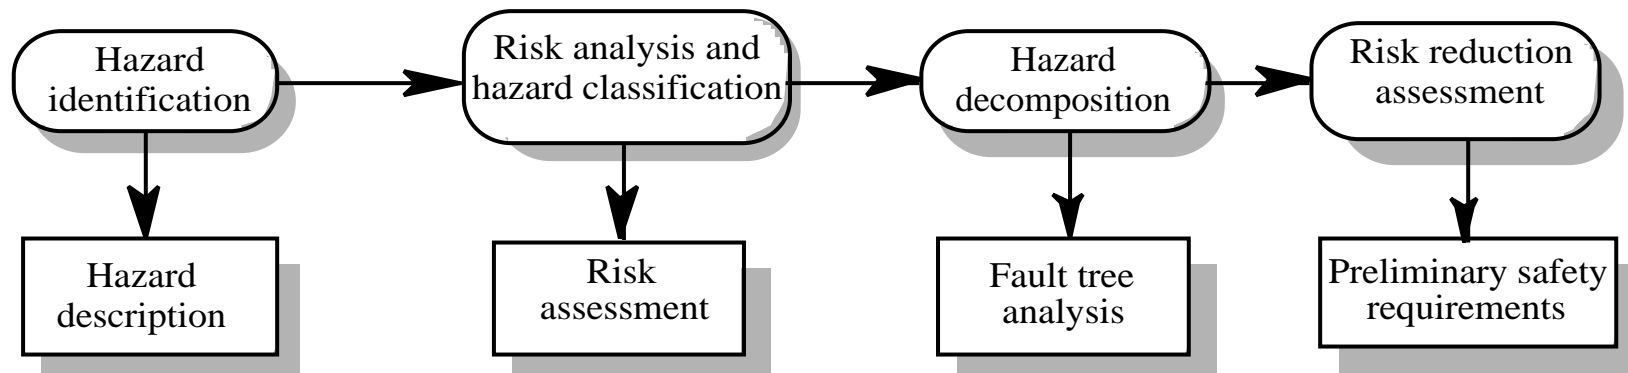 Hazard
identification
Risk analysis and
hazard classification
Hazard
decomposition
Risk reduction
assessment
Hazard
description
Risk
assessment
Fault tree
analysis
Preliminary safety
requirements